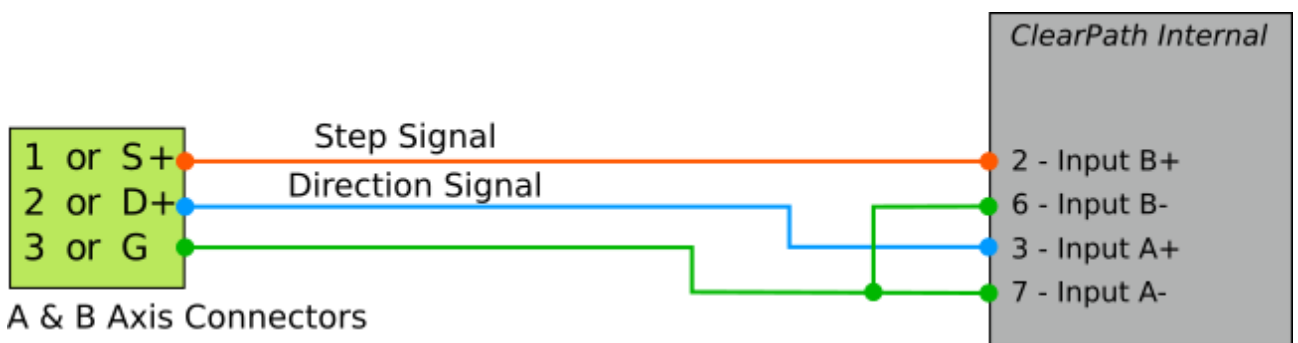 ClearPath Internal
Step Signal
1 or S+
2 - Input B+
Direction Signal
2 or D+
6 - Input B-
3 or G
3 - Input A+
7 - Input A-
A & B Axis Connectors